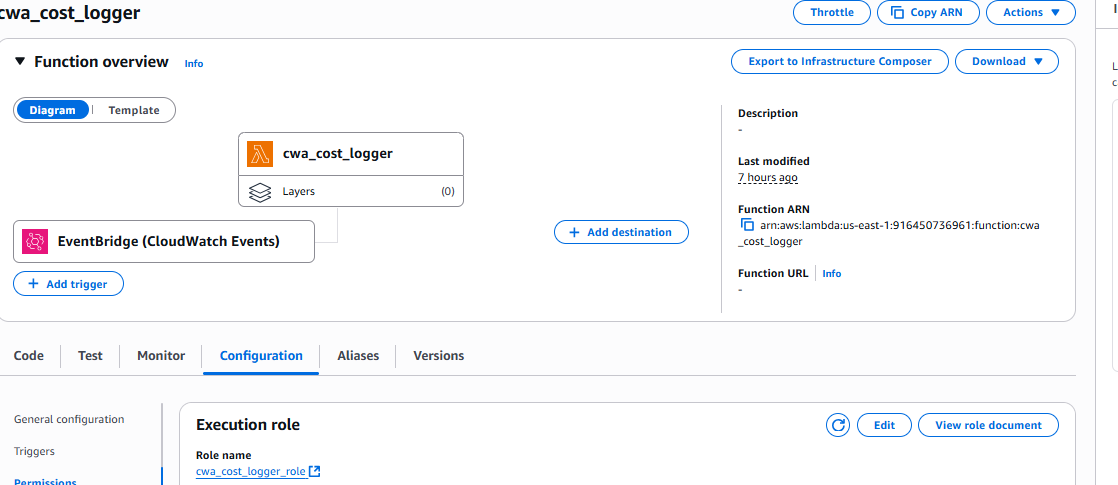 cwa_cost_logger
Throttle
Copy ARN
Actions
Function overview Info
Export to Infrastructure Composer
Download
Diagram
Template
cwa_cost_logger
Layers (0)
EventBridge (CloudWatch Events)
+ Add trigger
+ Add destination
Description
-
Last modified
7 hours ago
Function ARN
arn:aws:lambda:us-east-1:916450736961:function:cwa
_cost_logger
Function URL Info
-
Code
Test
Monitor
Configuration
Aliases
Versions
General configuration
Triggers
Permissions
Execution role
Edit
View role document
Role name
cwa_cost_logger_role